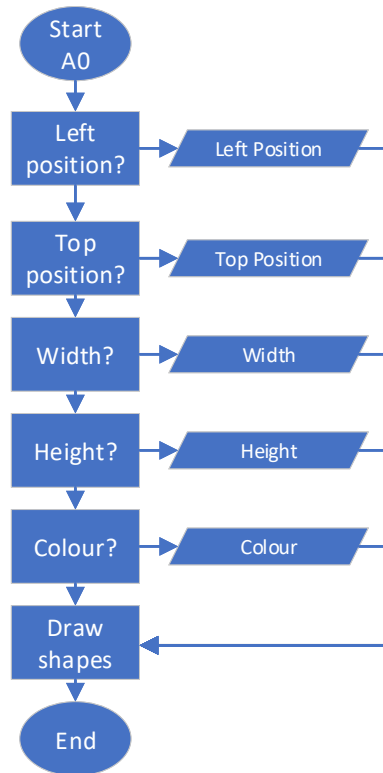 Start
A0
Left
position?
Left Position
Top
position?
Top Position
Width?
Width
Height?
Height
Colour?
Colour
Draw
shapes
End